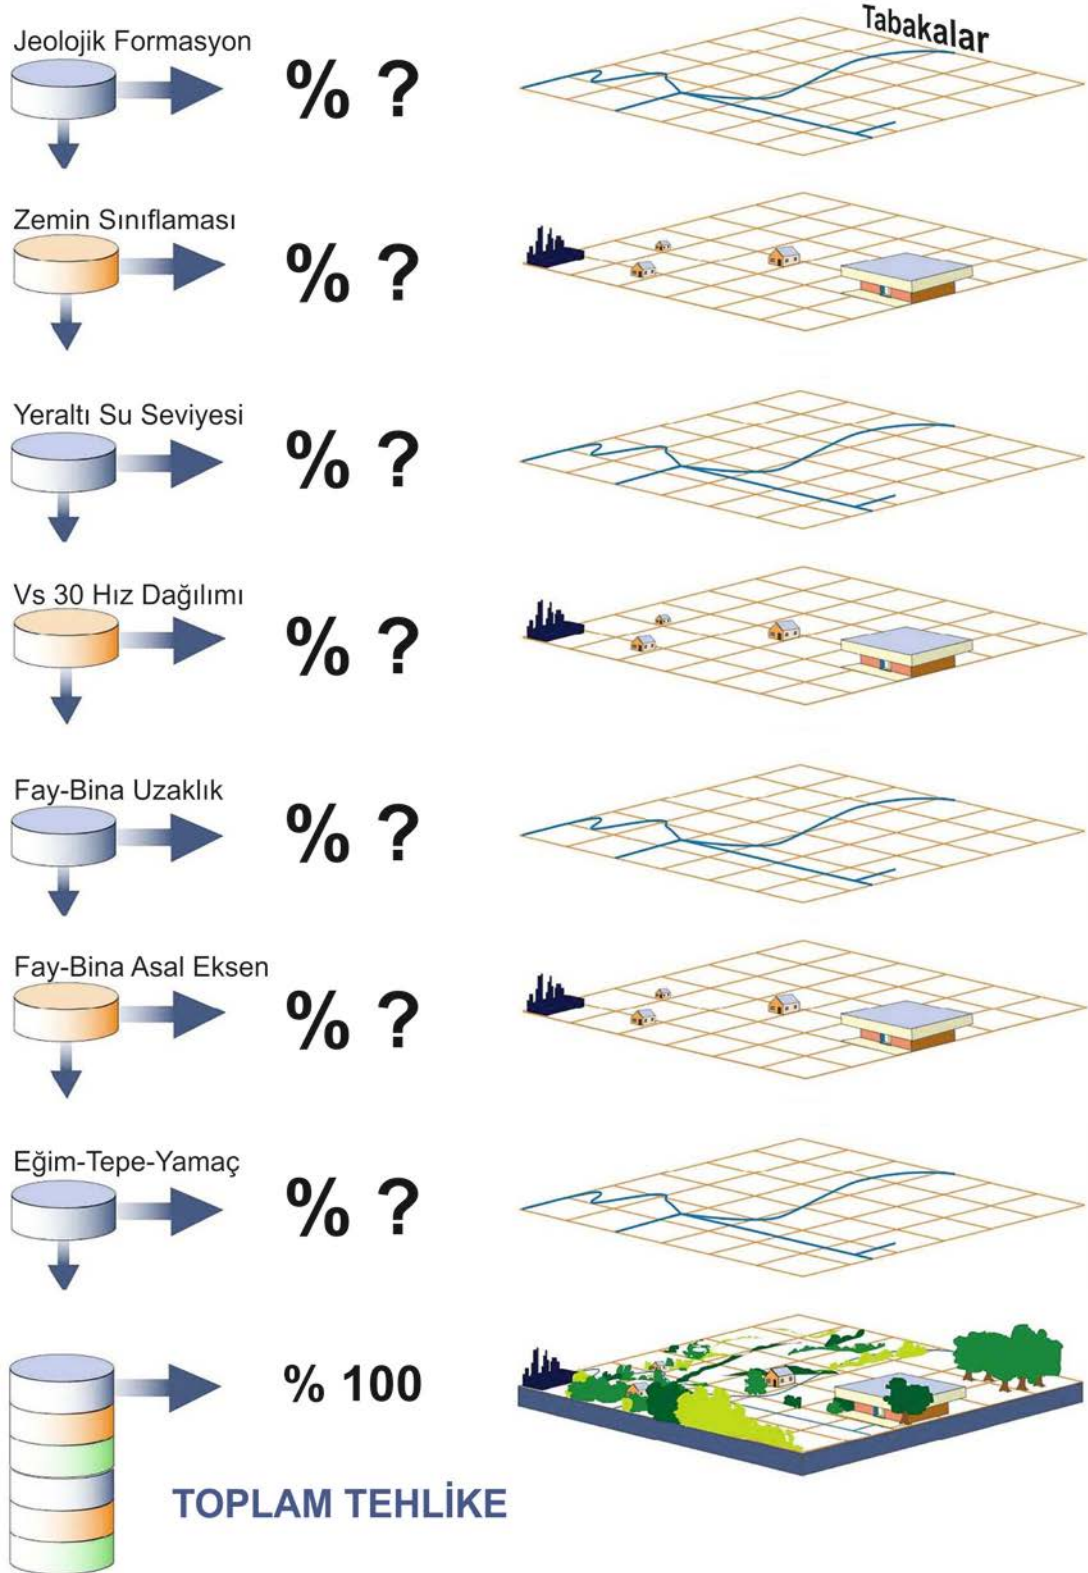 Tabakalar
Jeolojik Formasyon
% ?
Zemin Sınıflaması
% ?
Yeraltı Su Seviyesi
% ?
Vs 30 Hız Dağılımı
% ?
Fay-Bina Uzaklık
% ?
Fay-Bina Asal Eksen
% ?
Eğim-Tepe-Yamaç
% ?
% 100
TOPLAM TEHLİKE